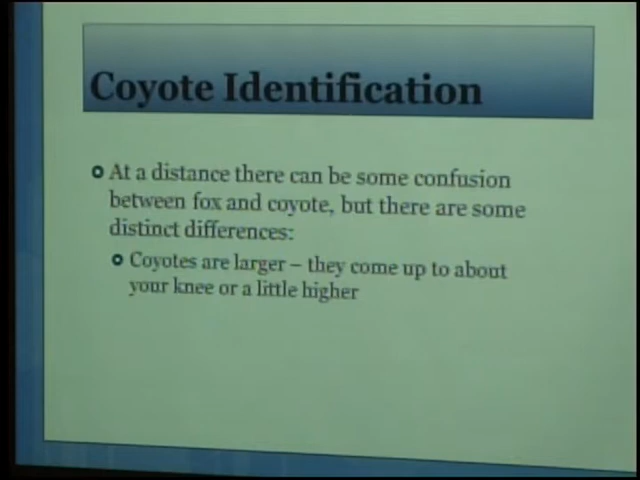 Coyote Identification
At a distance there can be some confusion
between fox and coyote, but there are some
distinct differences:
Coyotes are larger – they come up to about
your knee or a little higher